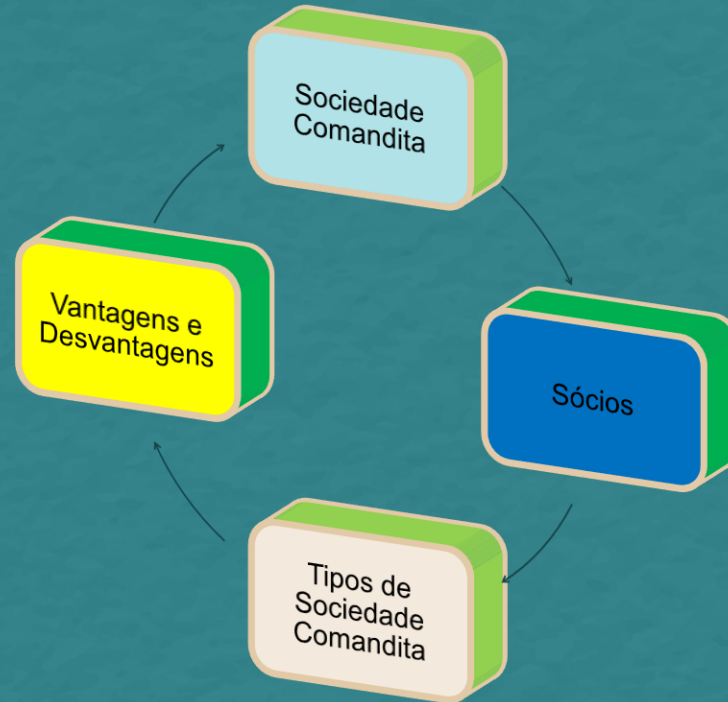 Sociedade
Comandita
Sócios
Tipos de
Sociedade
Comandita
Vantagens e
Desvantagens